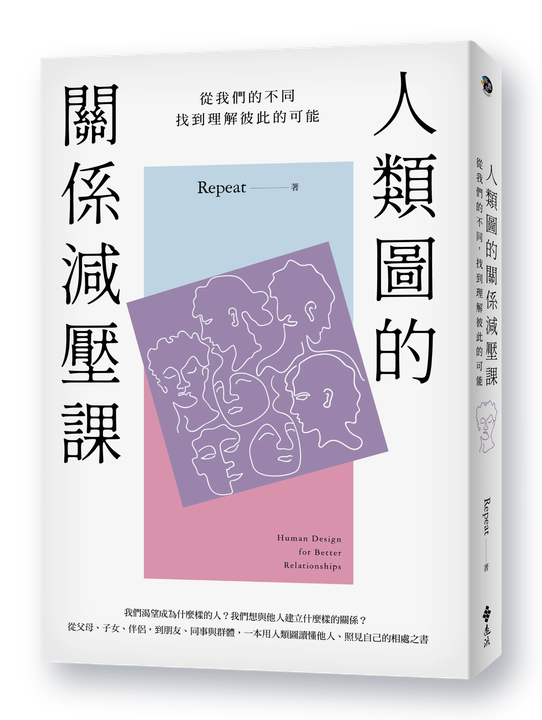 人類圖的
關係減壓課
從我們的不同
找到理解彼此的可能
Repeat 著
Human Design
for Better
Relationships
我們渴望成為什麼樣的人?我們想與他人建立什麼樣的關係?
從父母、子女、伴侶,到朋友、同事與群體,一本用人類圖讀懂他人、照見自己的相處之書
人類圖的關係減壓課
從我們的不同,找到理解彼此的可能
Repeat 著
遠流